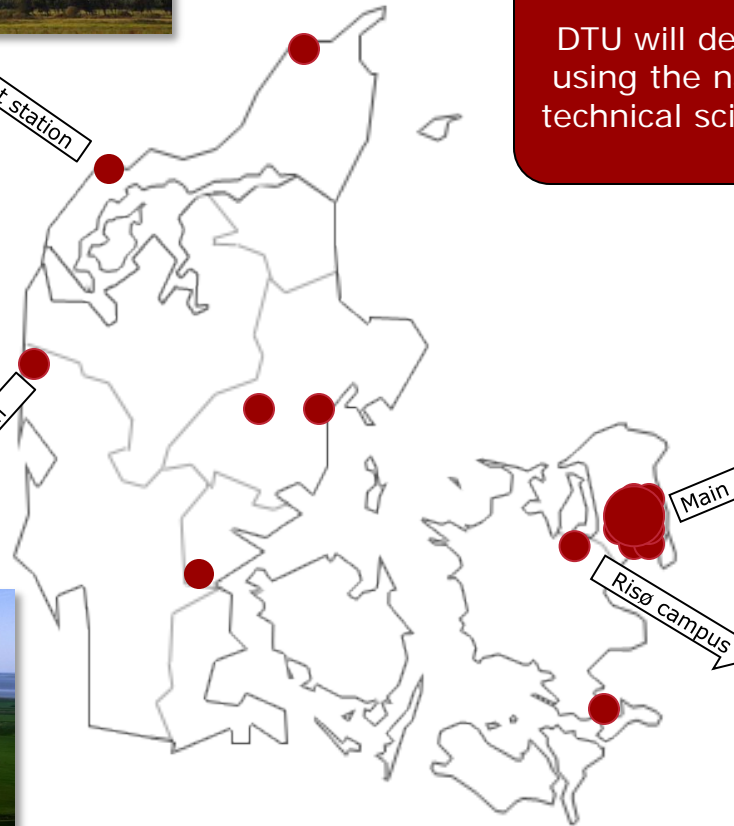 DTU will de
using the n
technical sci
t station
Main
Risø campus